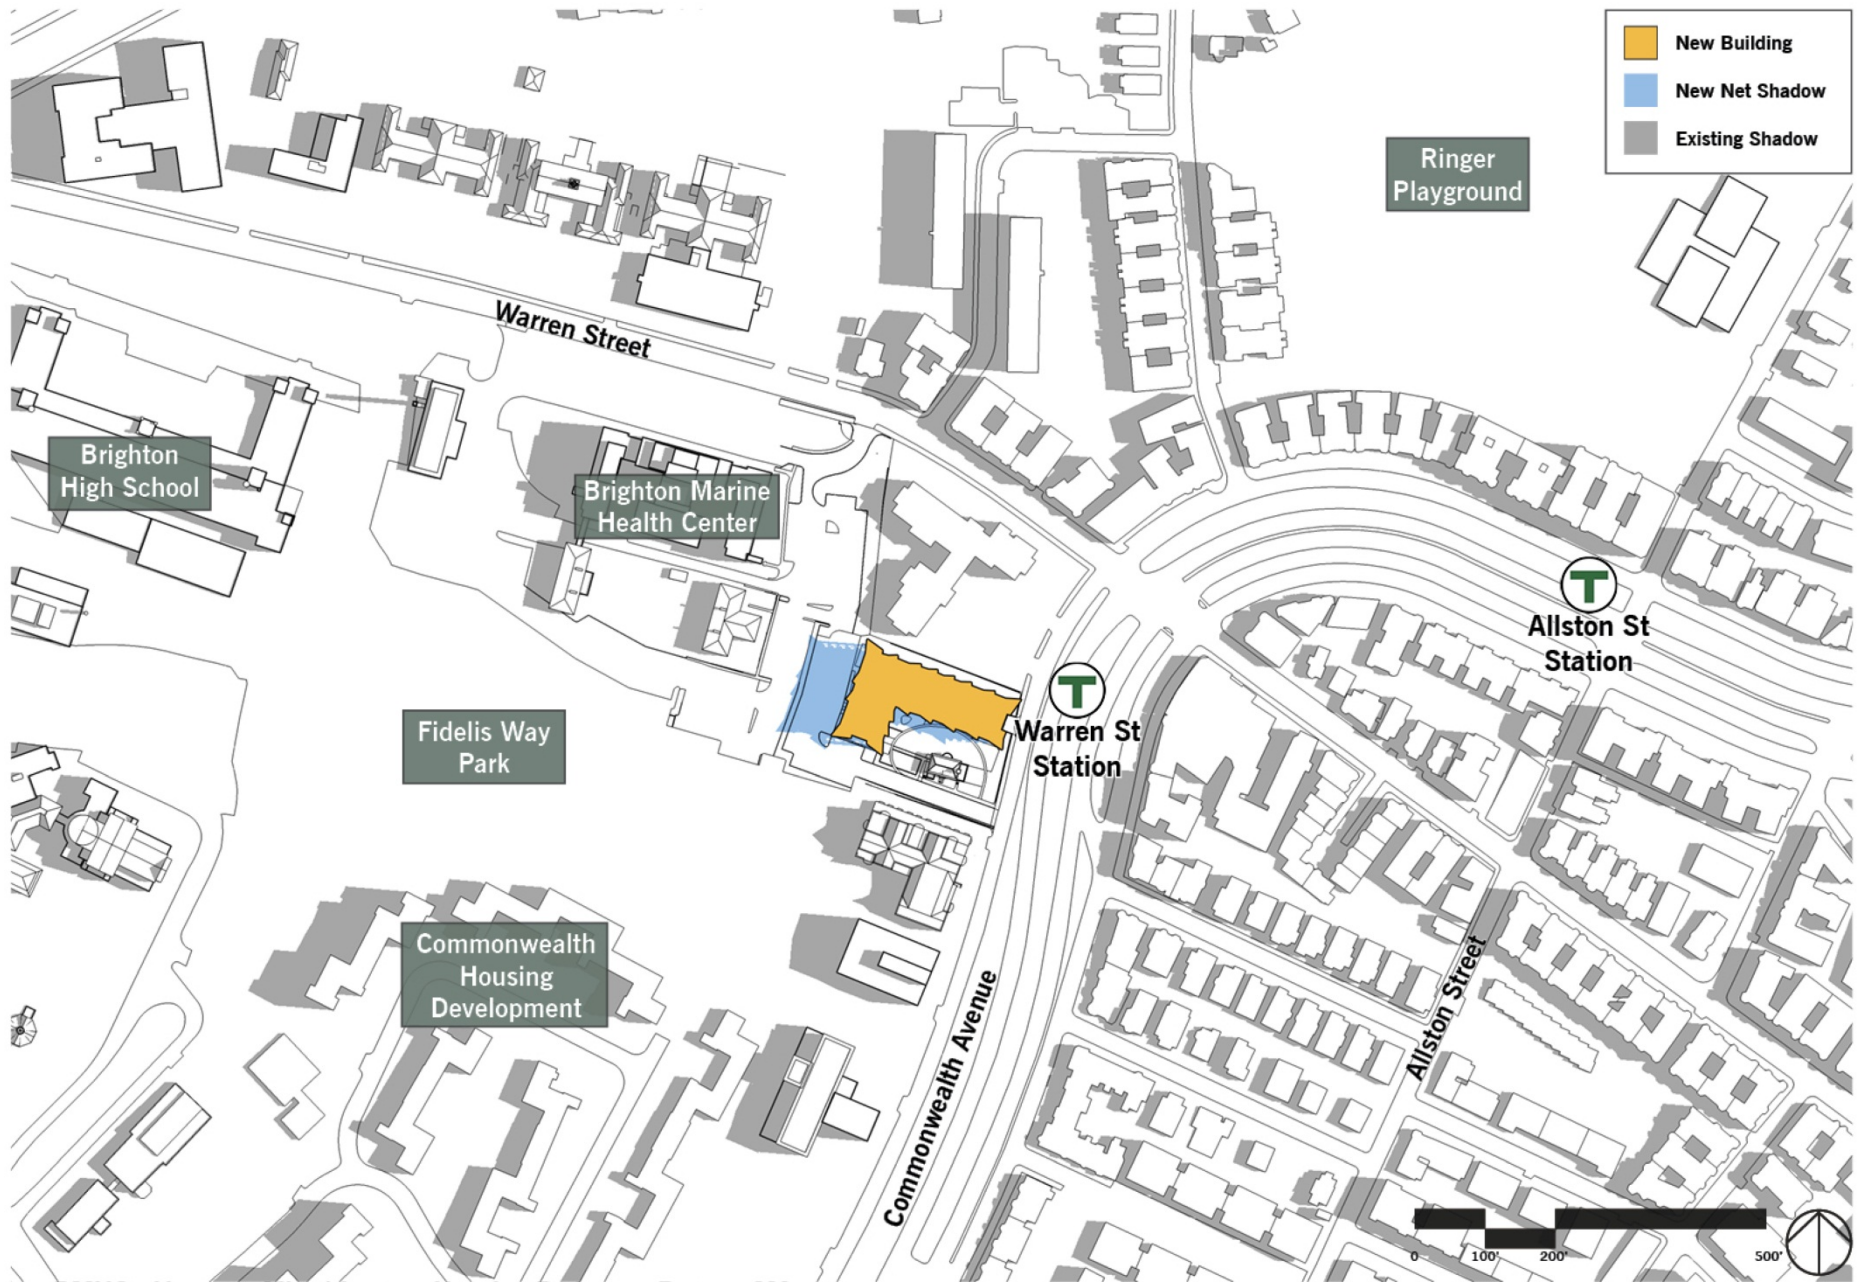 New Building
New Net Shadow
Existing Shadow
Ringer
Playground
Warren Street
Brighton
High School
Brighton Marine
Health Center
T
Allston St
Station
T
Warren St
Station
Fidelis Way
Park
Commonwealth
Housing
Development
Commonwealth Avenue
Allston Street
0
100'
200'
500'